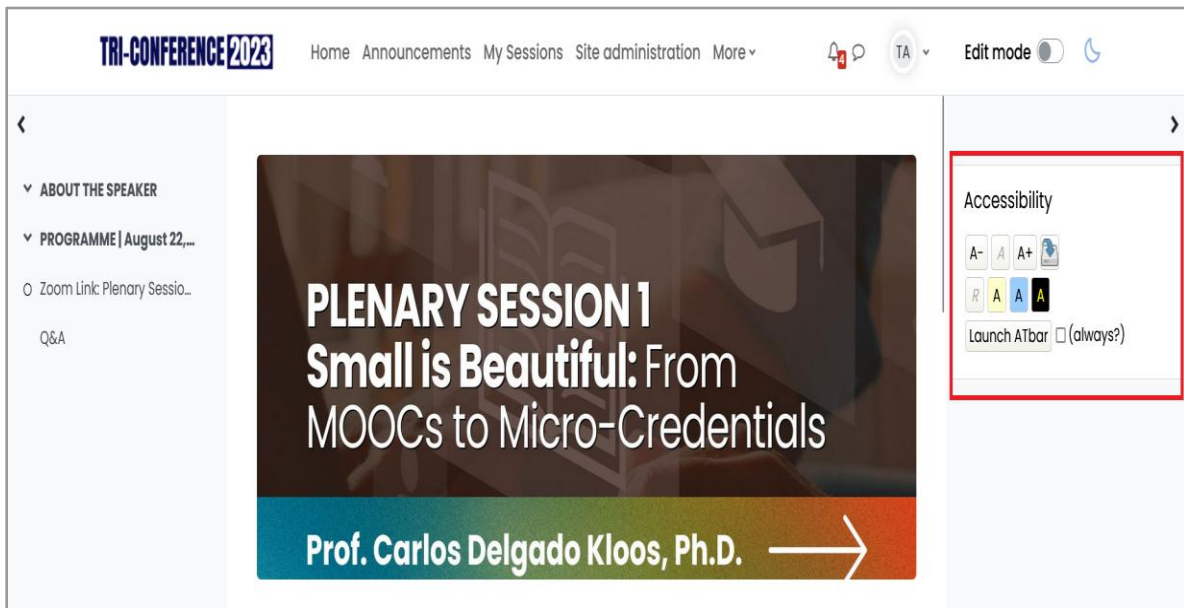 TRI-CONFERENCE 2023 Home Announcements My Sessions Site administration More 4 TA Edit mode
ABOUT THE SPEAKER
PROGRAMME | August 22,...
Zoom Link: Plenary Sessio...
Q&A
PLENARY SESSION 1
Small is Beautiful: From
MOOCs to Micro-Credentials
Prof. Carlos Delgado Kloos, Ph.D.
Accessibility
A- A A+
R A A A
Launch ATbar (always?)